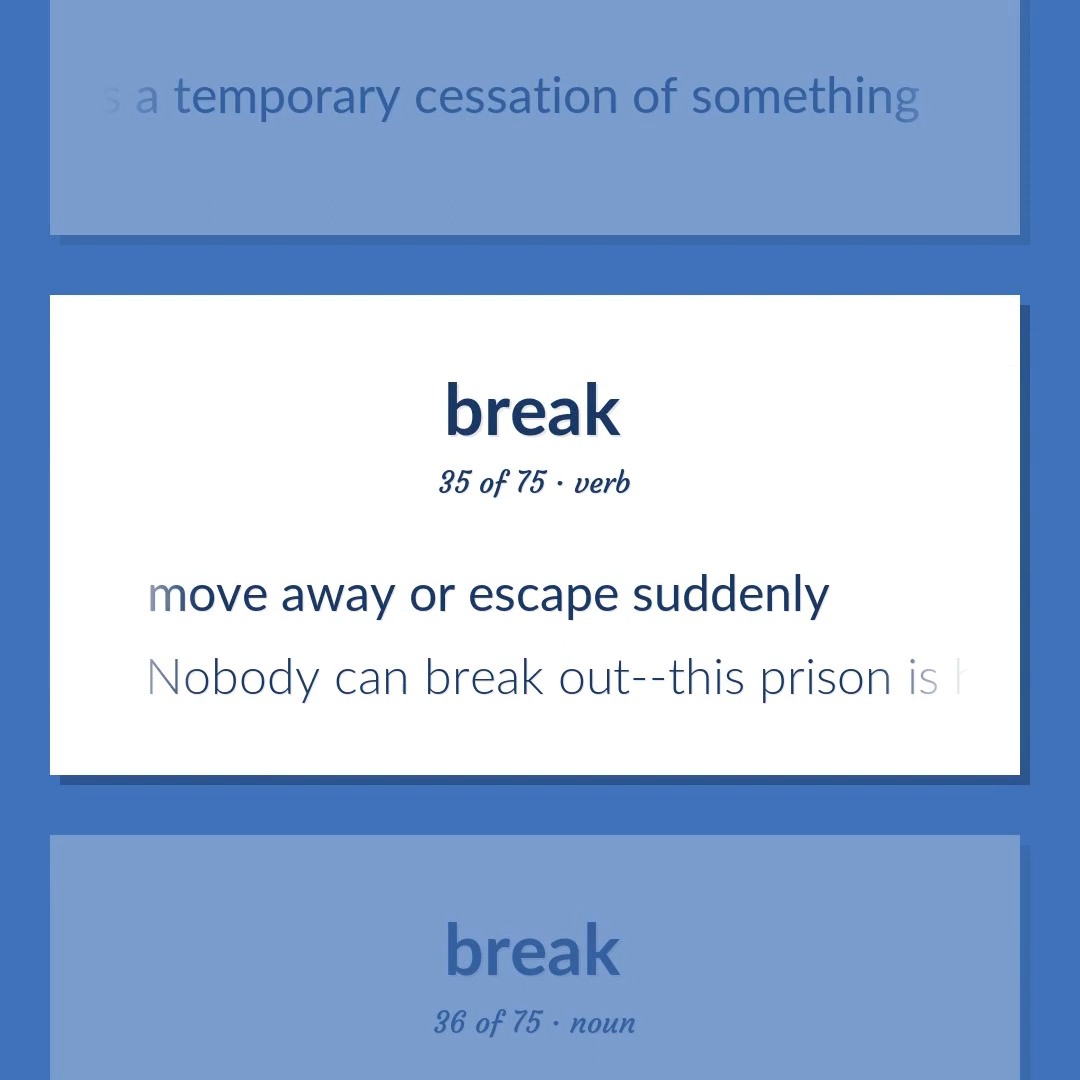 a temporary cessation of something
break
35 of 75 · verb
move away or escape suddenly
Nobody can break out--this prison is
break
36 of 75 · noun